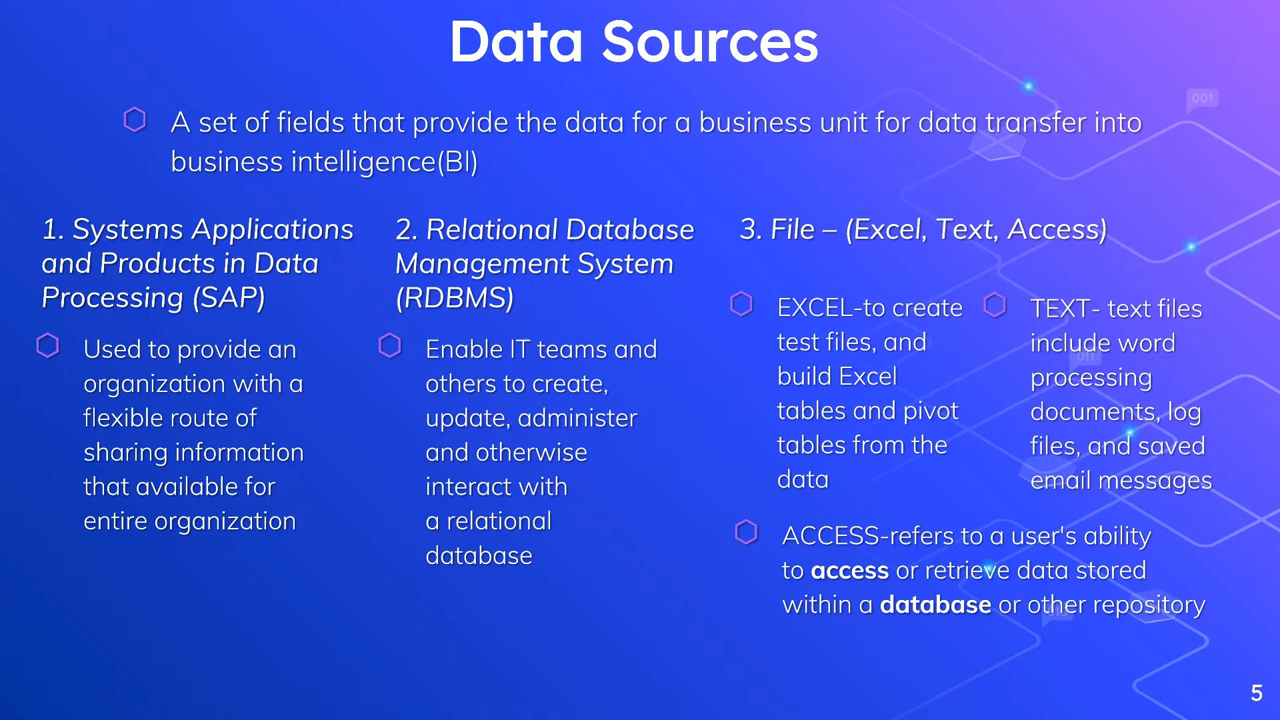 Data Sources
A set of fields that provide the data for a business unit for data transfer into
business intelligence(BI)
1. Systems Applications
and Products in Data
Processing (SAP)
Used to provide an
organization with a
flexible route of
sharing information
that available for
entire organization
2. Relational Database
Management System
(RDBMS)
Enable IT teams and
others to create,
update, administer
and otherwise
interact with
a relational
database
3. File – (Excel, Text, Access)
EXCEL-to create
test files, and
build Excel
tables and pivot
tables from the
data
TEXT- text files
include word
processing
documents, log
files, and saved
email messages
ACCESS-refers to a user's ability
to access or retrieve data stored
within a database or other repository
001
011
5